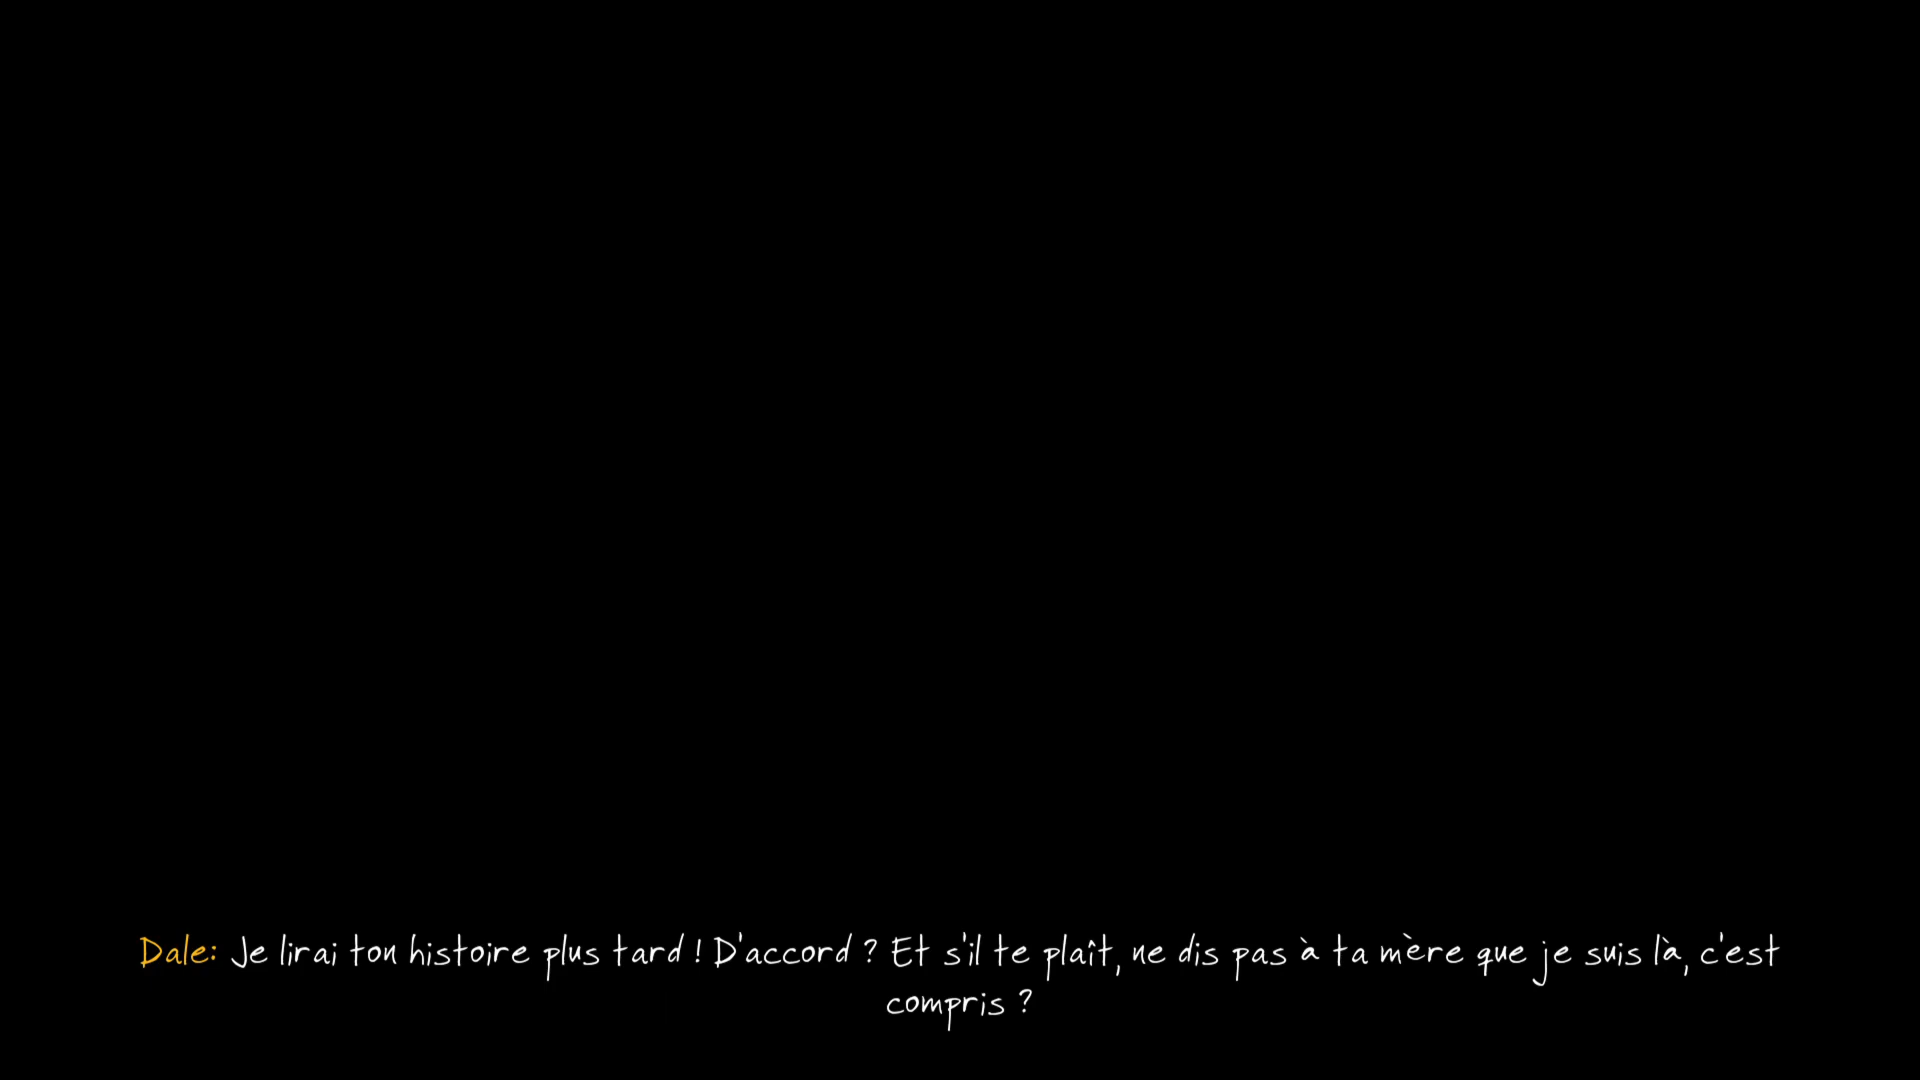 Dale: Je lirai ton histoire plus tard ! D'accord ? Et s'il te plaît, ne dis pas à ta mère que je suis là, c'est
compris ?